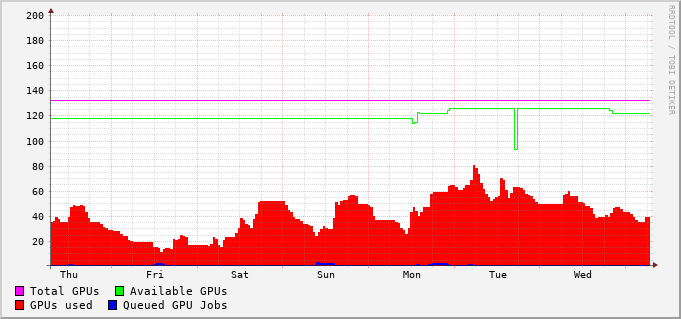 200
180
160
140
120
100
80
60
40
20
Thu Fri Sat Sun Mon Tue Wed
Total GPUs Available GPUs
GPUs used Queued GPU Jobs
RRDTOOL / TOBI OETIKER